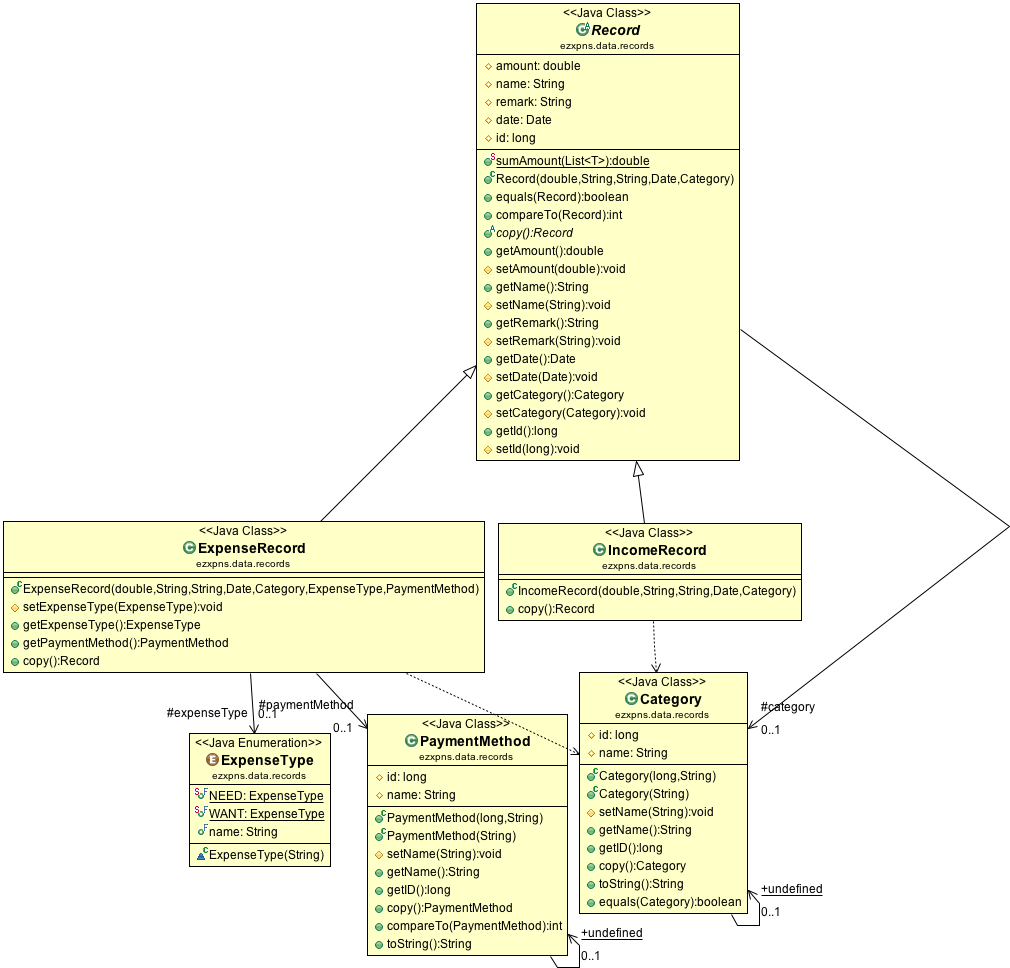 <<Java Class>>
Record
ezxpns.data.records
amount: double
name: String
remark: String
date: Date
id: long
sumAmount(List<T>):double
Record(double,String,String,Date,Category)
equals(Record):boolean
compareTo(Record):int
copy():Record
getAmount():double
setAmount(double):void
getName():String
setName(String):void
getRemark():String
setRemark(String):void
getDate():Date
setDate(Date):void
getCategory():Category
setCategory(Category):void
getId():long
setId(long):void
<<Java Class>>
ExpenseRecord
ezxpns.data.records
ExpenseRecord(double,String,String,Date,Category,ExpenseType,PaymentMethod)
setExpenseType(ExpenseType):void
getExpenseType():ExpenseType
getPaymentMethod():PaymentMethod
copy():Record
<<Java Class>>
IncomeRecord
ezxpns.data.records
IncomeRecord(double,String,String,Date,Category)
copy():Record
#expenseType
0..1
#paymentMethod
0..1
#category
0..1
<<Java Enumeration>>
ExpenseType
ezxpns.data.records
NEED: ExpenseType
WANT: ExpenseType
name: String
ExpenseType(String)
<<Java Class>>
PaymentMethod
ezxpns.data.records
id: long
name: String
PaymentMethod(long,String)
PaymentMethod(String)
setName(String):void
getName():String
getID():long
copy():PaymentMethod
compareTo(PaymentMethod):int
toString():String
+undefined
0..1
<<Java Class>>
Category
ezxpns.data.records
id: long
name: String
Category(long,String)
Category(String)
setName(String):void
getName():String
getID():long
copy():Category
toString():String
equals(Category):boolean
+undefined
0..1